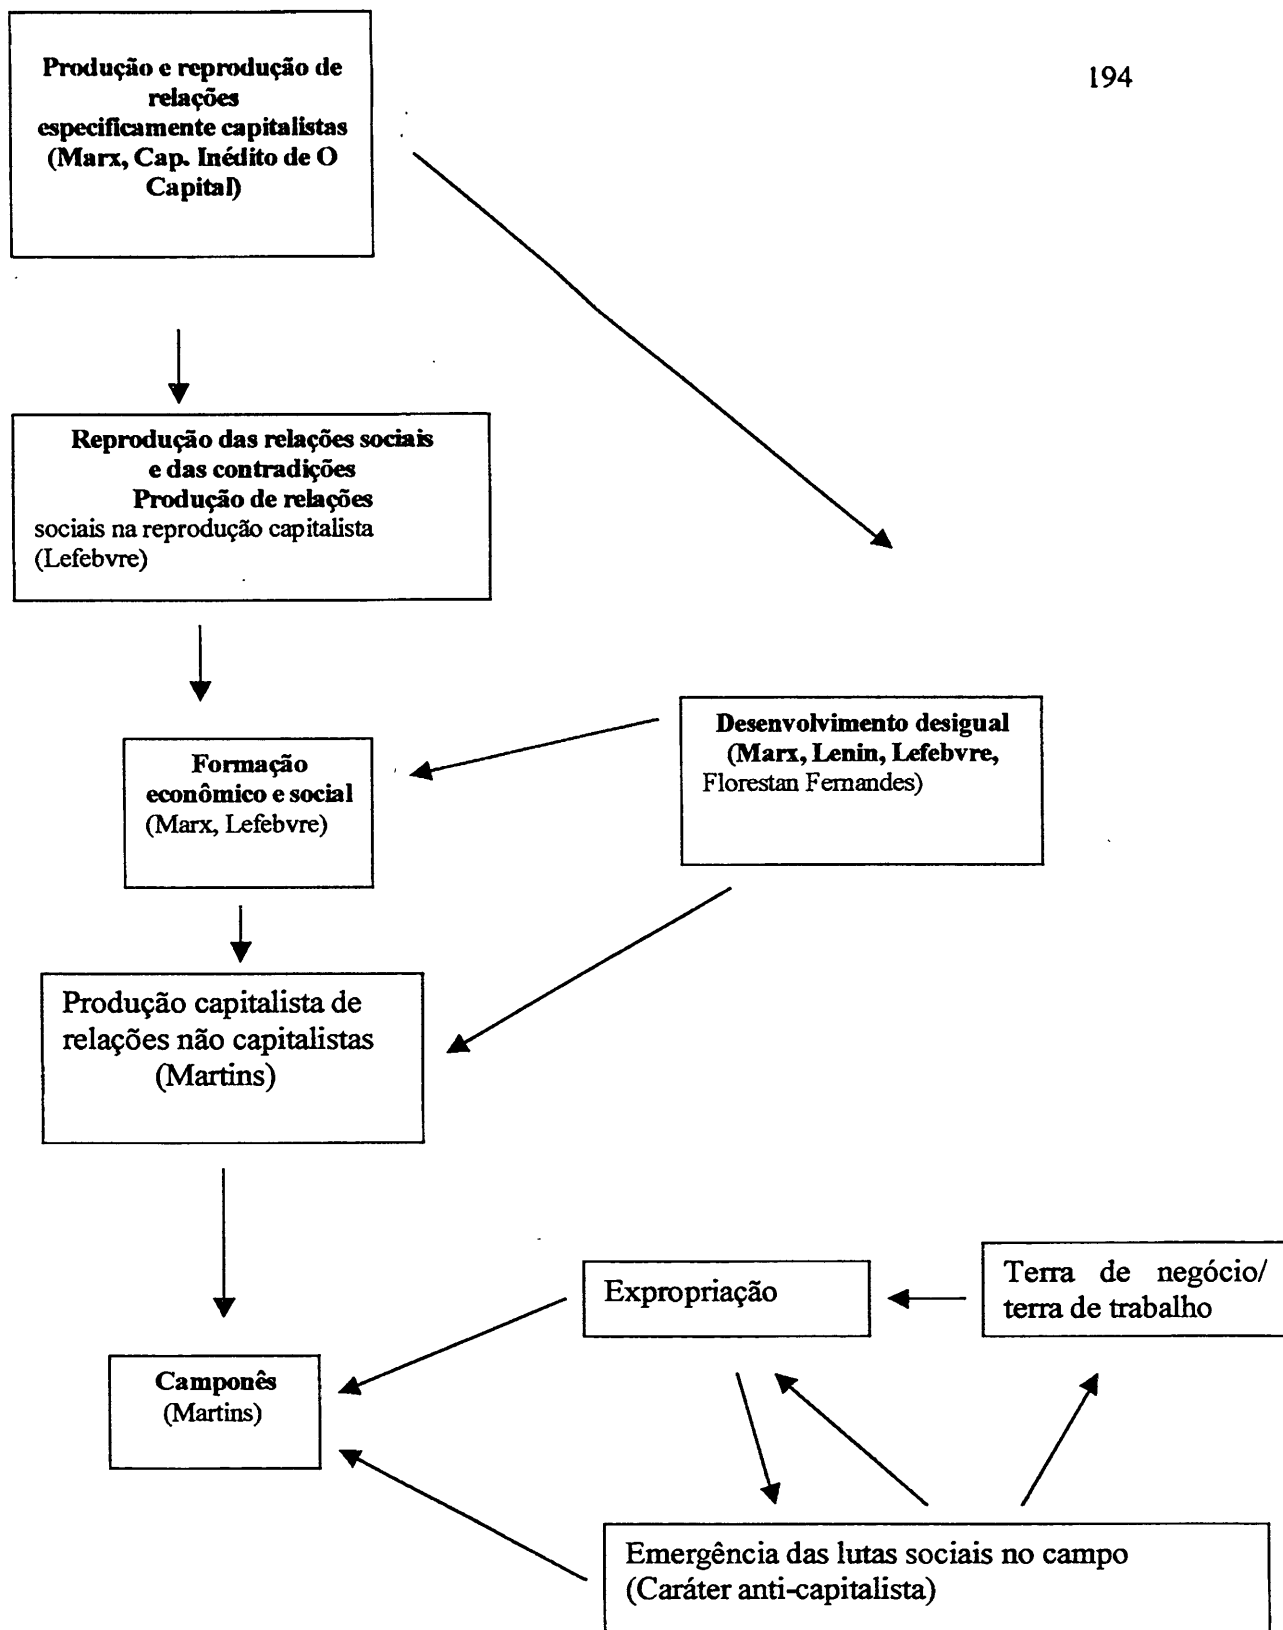 194
Produção e reprodução de
relações
especificamente capitalistas
(Marx, Cap. Inédito de O
Capital)
Reprodução das relações sociais
e das contradições
Produção de relações
sociais na reprodução capitalista
(Lefebvre)
Desenvolvimento desigual
(Marx, Lenin, Lefebvre,
Florestan Fernandes)
Formação
econômico e social
(Marx, Lefebvre)
Produção capitalista de
relações não capitalistas
(Martins)
Expropriação
Terra de negócio/
terra de trabalho
Camponês
(Martins)
Emergência das lutas sociais no campo
(Caráter anti-capitalista)